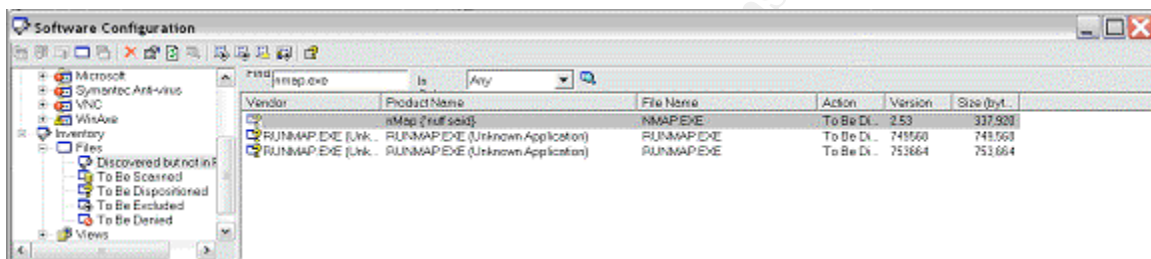 Software Configuration
Microsoft
Symantec Anti-virus
VNC
WinAxe
Inventory
Files
Discovered but not in F
To Be Scanned
To Be Dispositioned
To Be Excluded
To Be Denied
Views
Find nmap.exe Is Any
Vendor Product Name File Name Action Version Size (byt...
nMap {'nuff said} NMAP.EXE To Be Di... 2.53 337,920
RUNMAP.EXE (Unk... RUNMAP.EXE (Unknown Application) RUNMAP.EXE To Be Di... 749568 749,568
RUNMAP.EXE (Unk... RUNMAP.EXE (Unknown Application) RUNMAP.EXE To Be Di... 753664 753,664